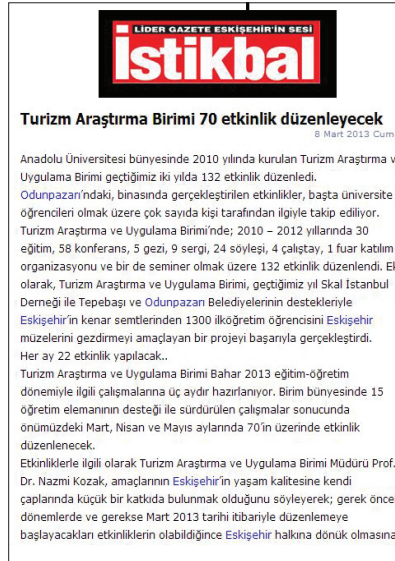 LİDER GAZETE ESKİŞEHİR'İN SESİ
istikbal
Turizm Araştırma Birimi 70 etkinlik düzenleyecek
8 Mart 2013 Cum
Anadolu Üniversitesi bünyesinde 2010 yılında kurulan Turizm Araştırma v
Uygulama Birimi geçtiğimiz iki yılda 132 etkinlik düzenledi.
Odunpazarı'ndaki, binasında gerçekleştirilen etkinlikler, başta üniversite
öğrencileri olmak üzere çok sayıda kişi tarafından ilgiyle takip ediliyor.
Turizm Araştırma ve Uygulama Birimi'nde; 2010 – 2012 yıllarında 30
eğitim, 58 konferans, 5 gezi, 9 sergi, 24 söyleşi, 4 çalıştay, 1 fuar katılım
organizasyonu ve bir de seminer olmak üzere 132 etkinlik düzenlendi. Ek
olarak, Turizm Araştırma ve Uygulama Birimi, geçtiğimiz yıl Skal İstanbul
Derneği ile Tepebaşı ve Odunpazarı Belediyelerinin destekleriyle
Eskişehir'in kenar semtlerinden 1300 ilköğretim öğrencisini Eskişehir
müzelerini gezdirmeyi amaçlayan bir projeyi başarıyla gerçekleştirdi.
Her ay 22 etkinlik yapılacak..
Turizm Araştırma ve Uygulama Birimi Bahar 2013 eğitim-öğretim
dönemiyle ilgili çalışmalarına üç aydır hazırlanıyor. Birim bünyesinde 15
öğretim elemanının desteği ile sürdürülen çalışmalar sonucunda
önümüzdeki Mart, Nisan ve Mayıs aylarında 70'in üzerinde etkinlik
düzenlenecek.
Etkinliklerle ilgili olarak Turizm Araştırma ve Uygulama Birimi Müdürü Prof.
Dr. Nazmi Kozak, amaçlarının Eskişehir'in yaşam kalitesine kendi
çaplarında küçük bir katkıda bulunmak olduğunu söyleyerek; gerek önce
dönemlerde ve gerekse Mart 2013 tarihi itibariyle düzenlemeye
başlayacakları etkinliklerin olabildiğince Eskişehir halkına dönük olmasına